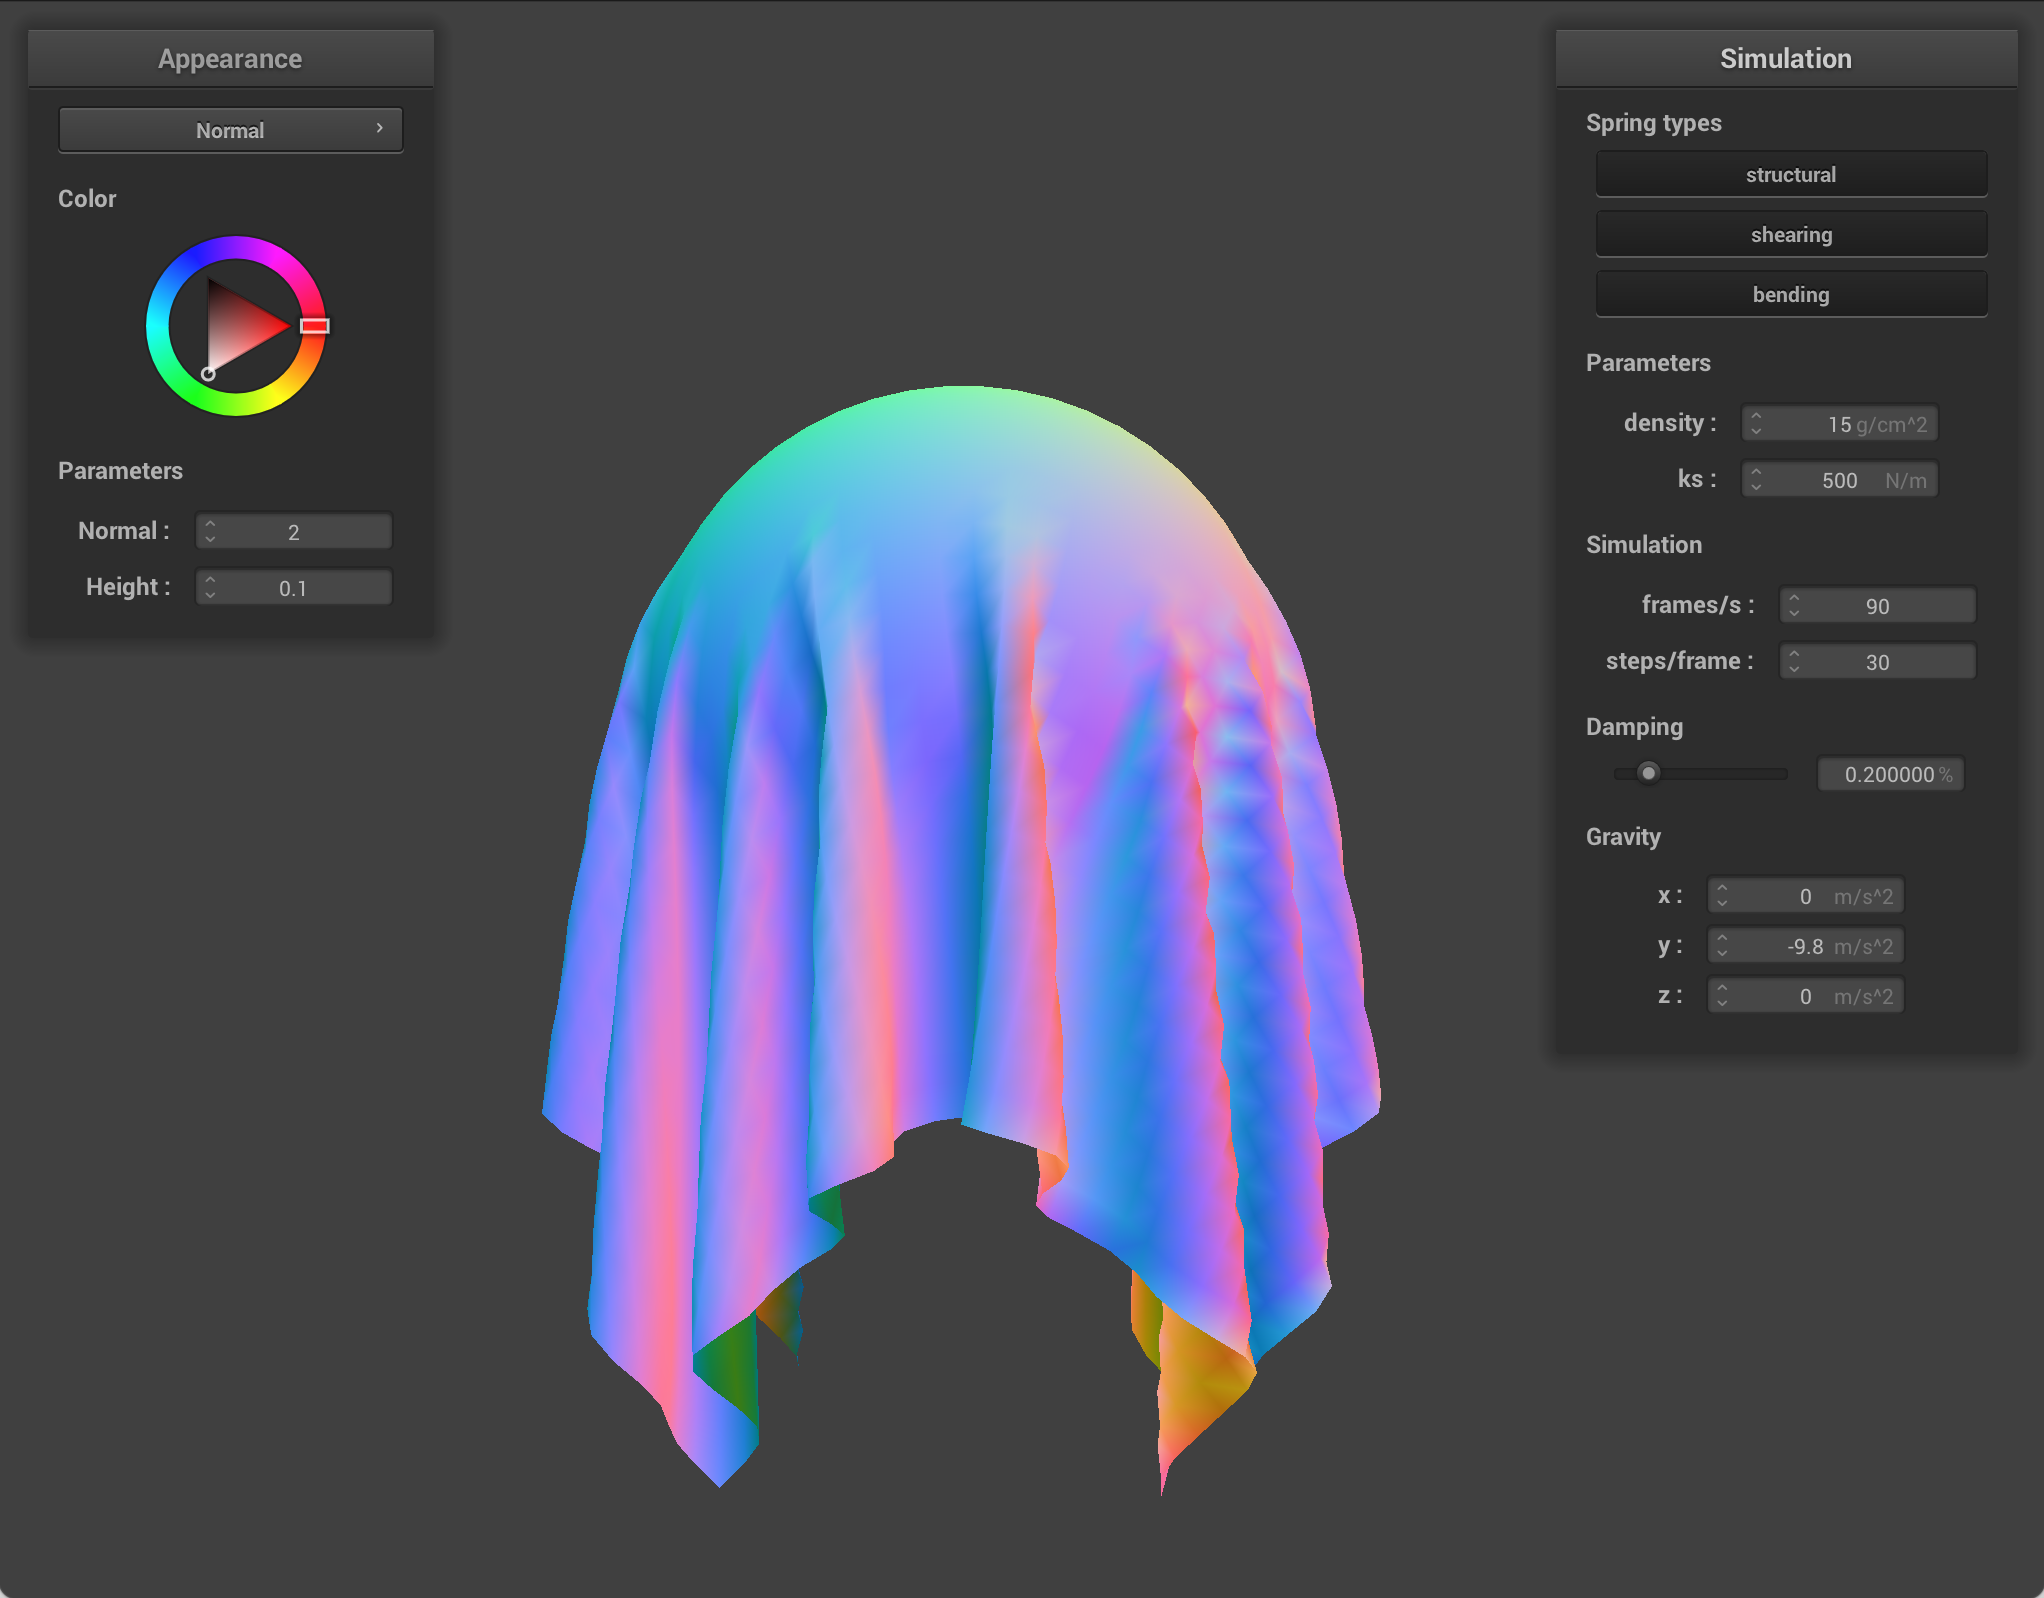 Appearance
Normal
Color
Parameters
Normal : 2
Height : 0.1
Simulation
Spring types
structural
shearing
bending
Parameters
density : 15 g/cm^2
ks : 500 N/m
Simulation
frames/s : 90
steps/frame : 30
Damping
0.200000 %
Gravity
x : 0 m/s^2
y : -9.8 m/s^2
z : 0 m/s^2